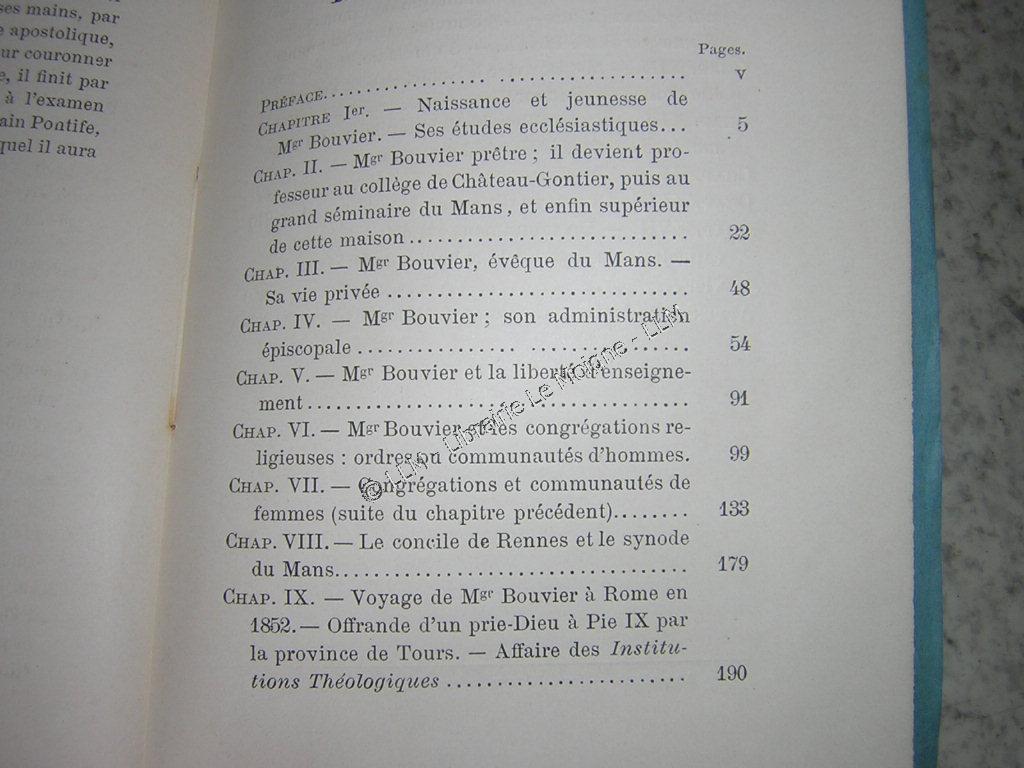 ses mains, par
apostolique,
ur couronner
e, il finit par
à l'examen
ain Pontife,
quel il aura
Pages.
PRÉFACE........................................ V
CHAPITRE Ier. — Naissance et jeunesse de
Mgr Bouvier. — Ses études ecclésiastiques... 5
CHAP. II. — Mgr Bouvier prêtre ; il devient pro-
fesseur au collège de Château-Gontier, puis au
grand séminaire du Mans, et enfin supérieur
de cette maison ............................. 22
CHAP. III. — Mgr Bouvier, évêque du Mans. —
Sa vie privée ............................... 48
CHAP. IV. — Mgr Bouvier ; son administration
épiscopale .................................. 54
CHAP. V. — Mgr Bouvier et la liberté d'enseigne-
ment ........................................ 91
CHAP. VI. — Mgr Bouvier et les congrégations re-
ligieuses : ordres ou communautés d'hommes. 99
CHAP. VII. — Congrégations et communautés de
femmes (suite du chapitre précédent)........ 133
CHAP. VIII. — Le concile de Rennes et le synode
du Mans..................................... 179
CHAP. IX. — Voyage de Mgr Bouvier à Rome en
1852. — Offrande d'un prie-Dieu à Pie IX par
la province de Tours. — Affaire des Institu-
tions Théologiques ......................... 190
© LLM - Librairie Le Moigne - LLM